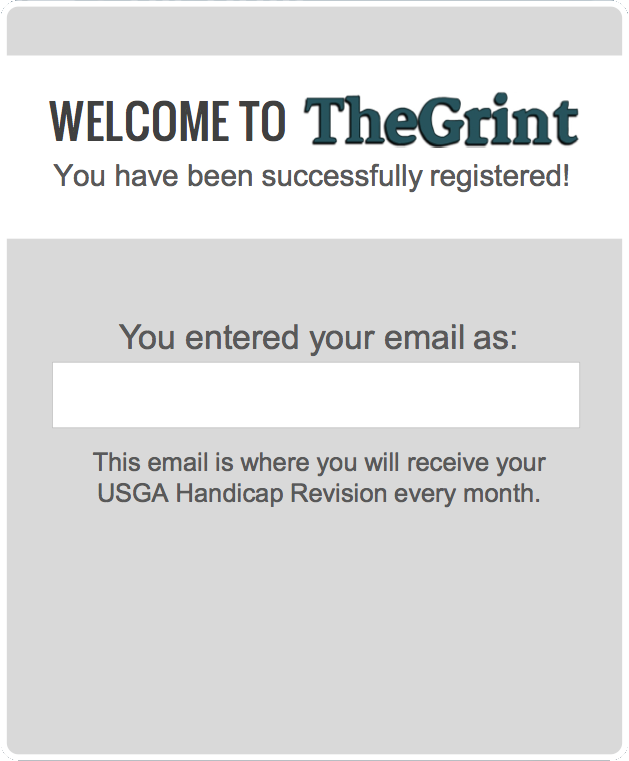 WELCOME TO TheGrint
You have been successfully registered!
You entered your email as:
This email is where you will receive your
USGA Handicap Revision every month.